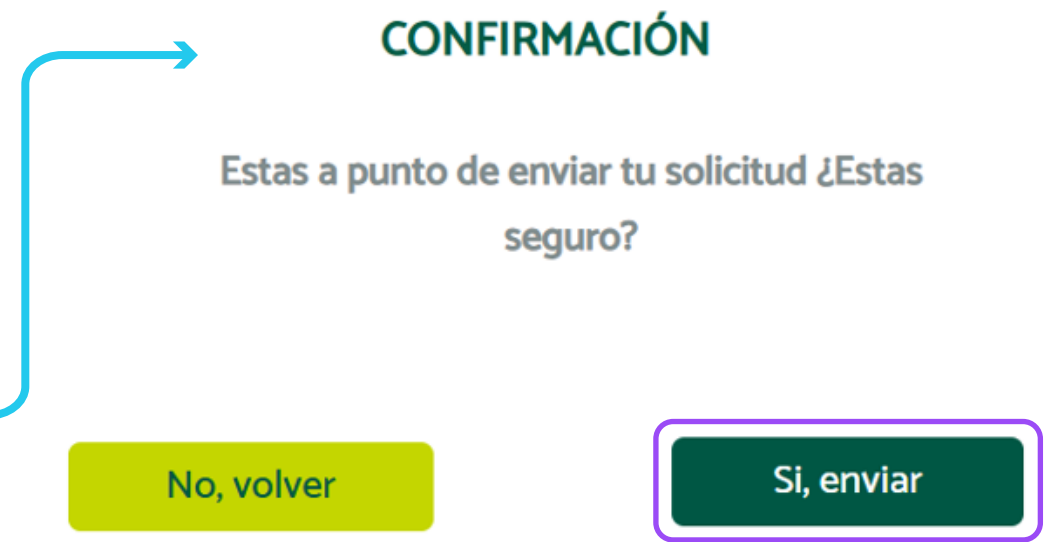 CONFIRMACIÓN
Estas a punto de enviar tu solicitud ¿Estas
seguro?
No, volver
Si, enviar